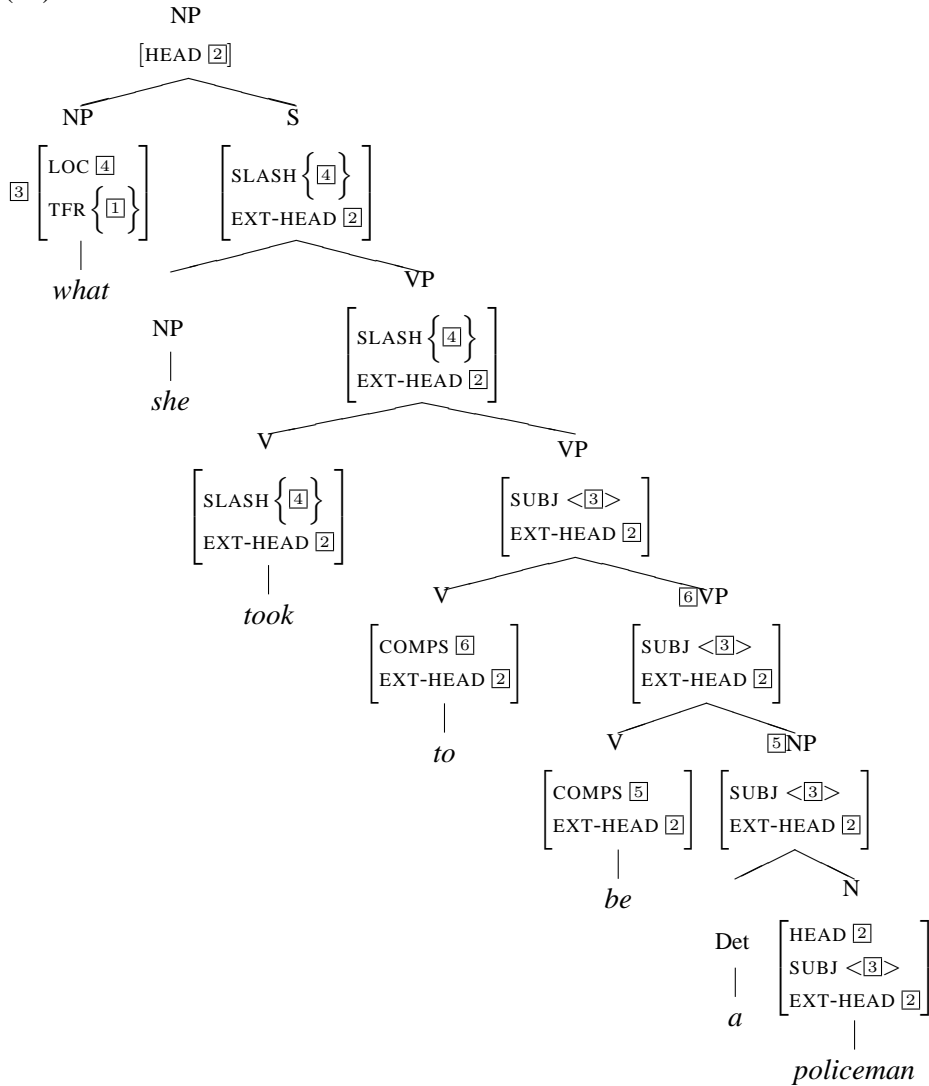 NP
[HEAD 2]
NP S
3 [LOC 4 TFR {1}] [SLASH {4} EXT-HEAD 2]
what VP
NP [SLASH {4} EXT-HEAD 2]
she
V VP
[SLASH {4} EXT-HEAD 2] [SUBJ <3> EXT-HEAD 2]
took V 6VP
[COMPS 6 EXT-HEAD 2] [SUBJ <3> EXT-HEAD 2]
to V 5NP
[COMPS 5 EXT-HEAD 2] [SUBJ <3> EXT-HEAD 2]
be N
Det [HEAD 2 SUBJ <3> EXT-HEAD 2]
a
policeman